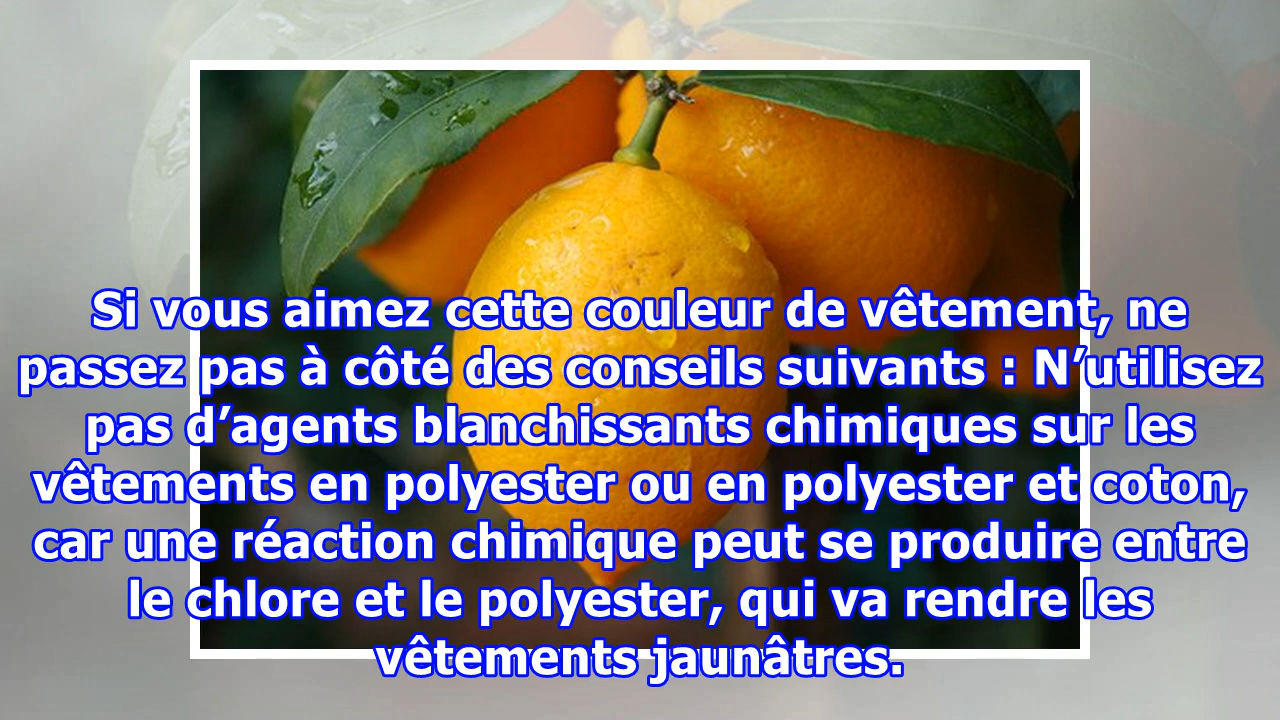 Si vous aimez cette couleur de vêtement, ne
passez pas à côté des conseils suivants : N’utilisez
pas d’agents blanchissants chimiques sur les
vêtements en polyester ou en polyester et coton,
car une réaction chimique peut se produire entre
le chlore et le polyester, qui va rendre les
vêtements jaunâtres.